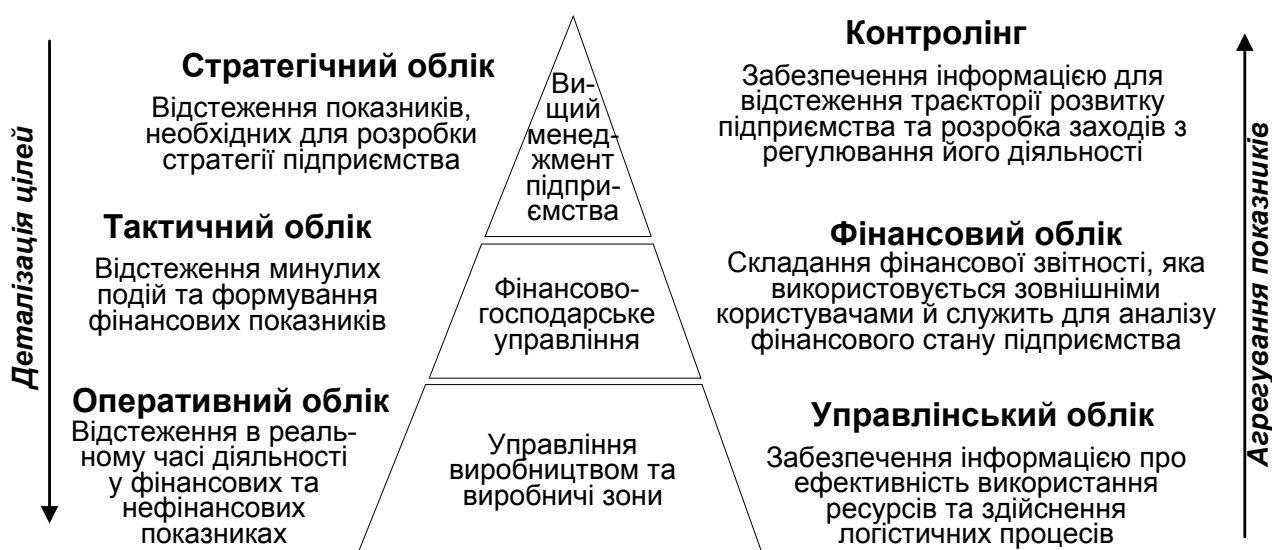 Деталізація цілей
Стратегічний облік
Відстеження показників,
необхідних для розробки
стратегії підприємства
Тактичний облік
Відстеження минулих
подій та формування
фінансових показників
Оперативний облік
Відстеження в реаль-
ному часі діяльності
у фінансових та
нефінансових
показниках
Ви-
щий
менед-
жмент
підпри-
ємства
Фінансово-
господарське
управління
Управління
виробництвом та
виробничі зони
Контролінг
Забезпечення інформацією для
відстеження траєкторії розвитку
підприємства та розробка заходів з
регулювання його діяльності
Фінансовий облік
Складання фінансової звітності, яка
використовується зовнішніми
користувачами й служить для аналізу
фінансового стану підприємства
Управлінський облік
Забезпечення інформацією про
ефективність використання
ресурсів та здійснення
логістичних процесів
Агрегування показників